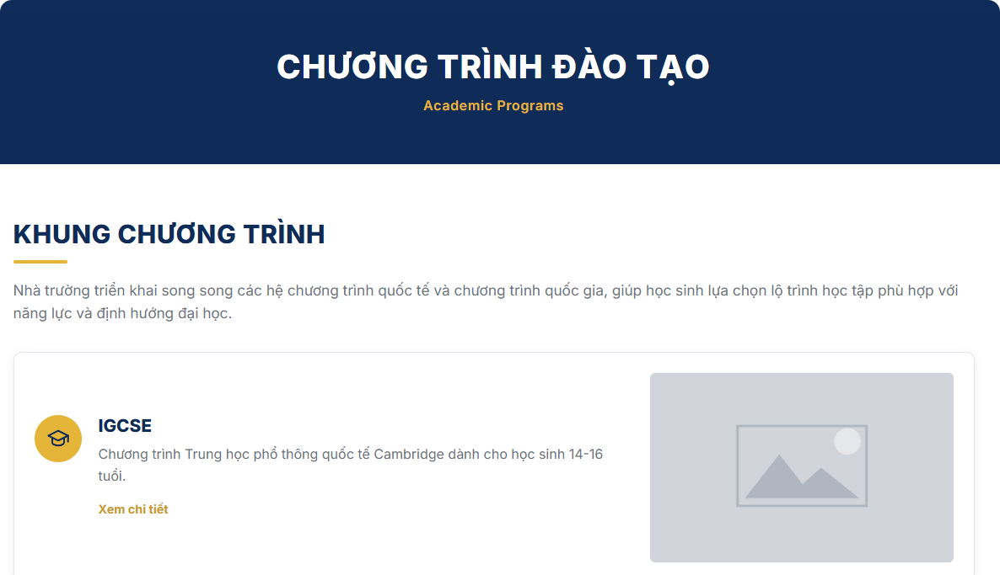 CHƯƠNG TRÌNH ĐÀO TẠO
Academic Programs
KHUNG CHƯƠNG TRÌNH
Nhà trường triển khai song song các hệ chương trình quốc tế và chương trình quốc gia, giúp học sinh lựa chọn lộ trình học tập phù hợp với
năng lực và định hướng đại học.
IGCSE
Chương trình Trung học phổ thông quốc tế Cambridge dành cho học sinh 14-16
tuổi.
Xem chi tiết